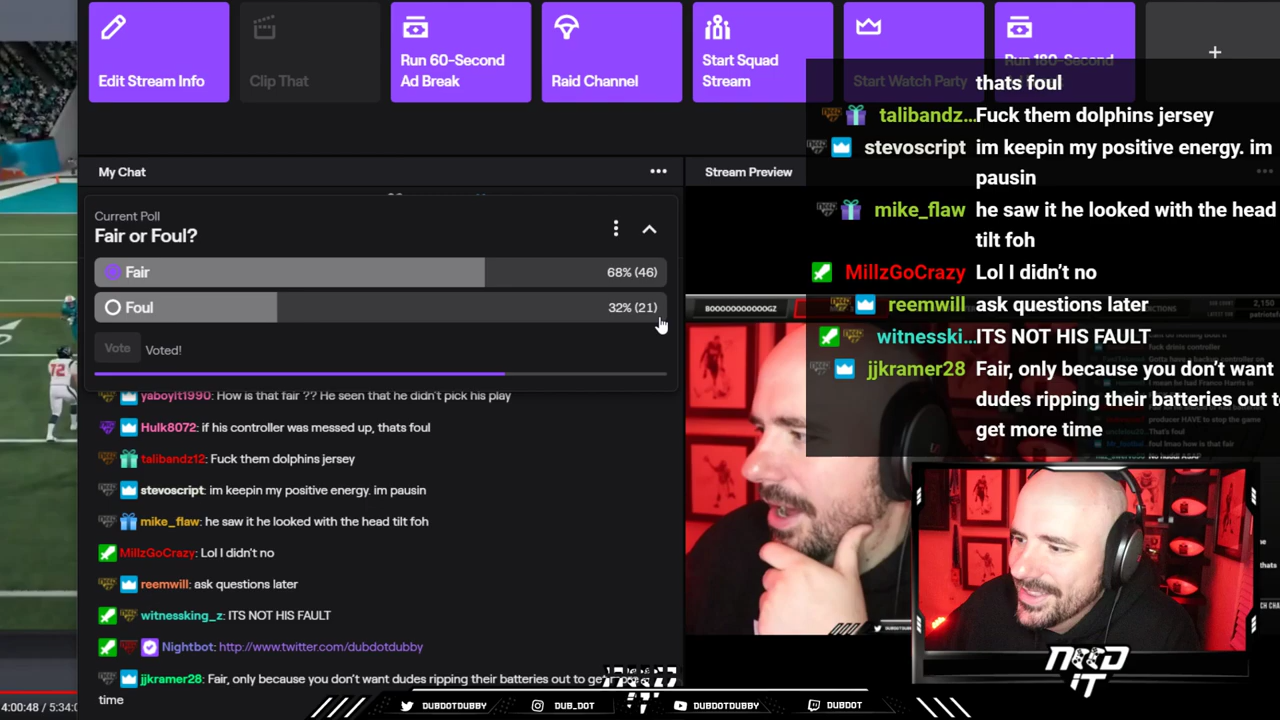 Edit Stream Info
Clip That
Run 60-Second
Ad Break
Raid Channel
Start Squad
Stream
Start Watch Party
Run 180-Second
My Chat
Stream Preview
Current Poll
Fair or Foul?
Fair
68% (46)
Foul
32% (21)
Vote
Voted!
yaboyit1990: How is that fair ?? He seen that he didn't pick his play
Hulk8072: if his controller was messed up, thats foul
talibandz12: Fuck them dolphins jersey
stevoscript: im keepin my positive energy. im pausin
mike_flaw: he saw it he looked with the head tilt foh
MillzGoCrazy: Lol I didn't no
reemwill: ask questions later
witnessking_z: ITS NOT HIS FAULT
Nightbot: http://www.twitter.com/dubdotdubby
jjkramer28: Fair, only because you don't want dudes ripping their batteries out to get more
time
thats foul
talibandz... Fuck them dolphins jersey
stevoscript im keepin my positive energy. im
pausin
mike_flaw he saw it he looked with the head
tilt foh
MillzGoCrazy Lol I didn't no
reemwill ask questions later
witnesski... ITS NOT HIS FAULT
jjkramer28 Fair, only because you don't want
dudes ripping their batteries out to
get more time
72
4:00:48 / 5:34:0
NEED
IT
DUBDOTDUBBY
DUB_DOT
DUBDOTDUBBY
DUBDOT